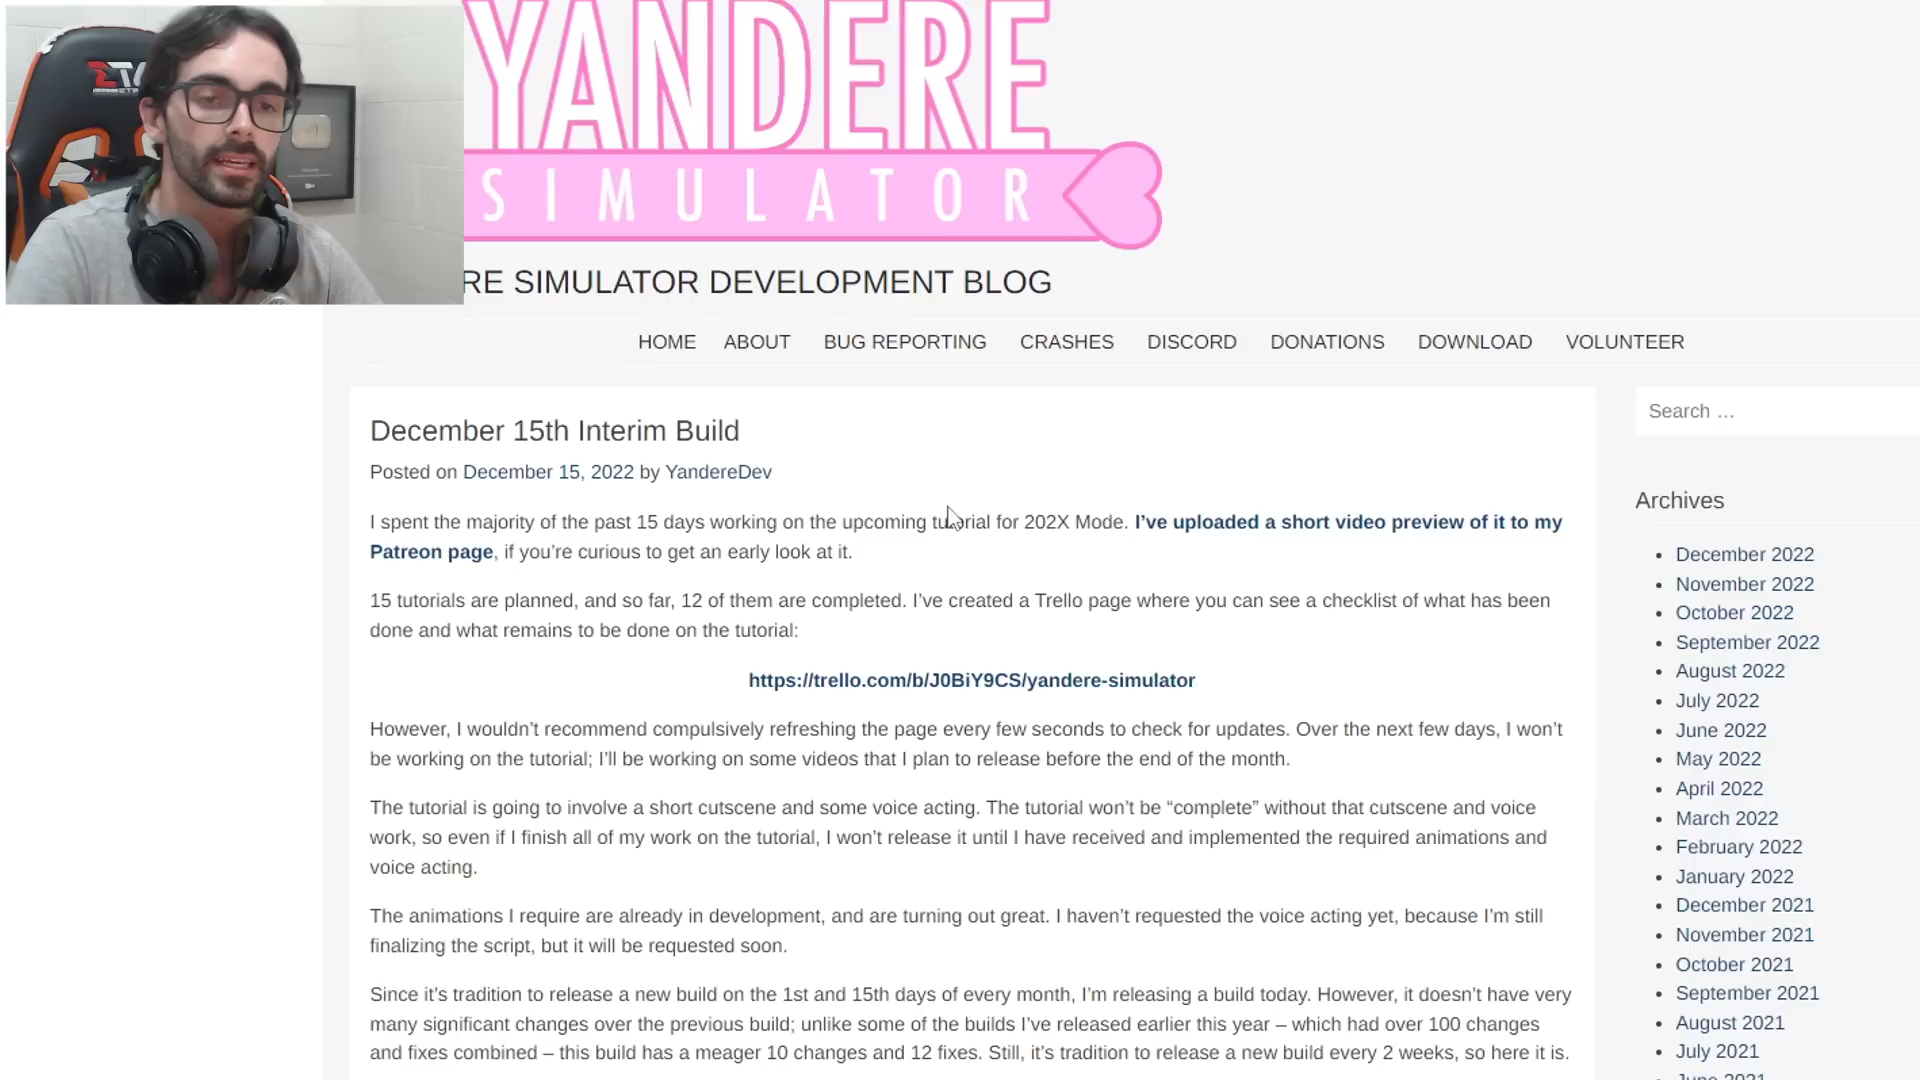 YANDERE
SIMULATOR
RE SIMULATOR DEVELOPMENT BLOG
HOME ABOUT BUG REPORTING CRASHES DISCORD DONATIONS DOWNLOAD VOLUNTEER
December 15th Interim Build
Posted on December 15, 2022 by YandereDev
I spent the majority of the past 15 days working on the upcoming tutorial for 202X Mode. I’ve uploaded a short video preview of it to my
Patreon page, if you’re curious to get an early look at it.
15 tutorials are planned, and so far, 12 of them are completed. I’ve created a Trello page where you can see a checklist of what has been
done and what remains to be done on the tutorial:
https://trello.com/b/J0BiY9CS/yandere-simulator
However, I wouldn’t recommend compulsively refreshing the page every few seconds to check for updates. Over the next few days, I won’t
be working on the tutorial; I’ll be working on some videos that I plan to release before the end of the month.
The tutorial is going to involve a short cutscene and some voice acting. The tutorial won’t be “complete” without that cutscene and voice
work, so even if I finish all of my work on the tutorial, I won’t release it until I have received and implemented the required animations and
voice acting.
The animations I require are already in development, and are turning out great. I haven’t requested the voice acting yet, because I’m still
finalizing the script, but it will be requested soon.
Since it’s tradition to release a new build on the 1st and 15th days of every month, I’m releasing a build today. However, it doesn’t have very
many significant changes over the previous build; unlike some of the builds I’ve released earlier this year – which had over 100 changes
and fixes combined – this build has a meager 10 changes and 12 fixes. Still, it’s tradition to release a new build every 2 weeks, so here it is.
Search …
Archives
December 2022
November 2022
October 2022
September 2022
August 2022
July 2022
June 2022
May 2022
April 2022
March 2022
February 2022
January 2022
December 2021
November 2021
October 2021
September 2021
August 2021
July 2021
June 2021